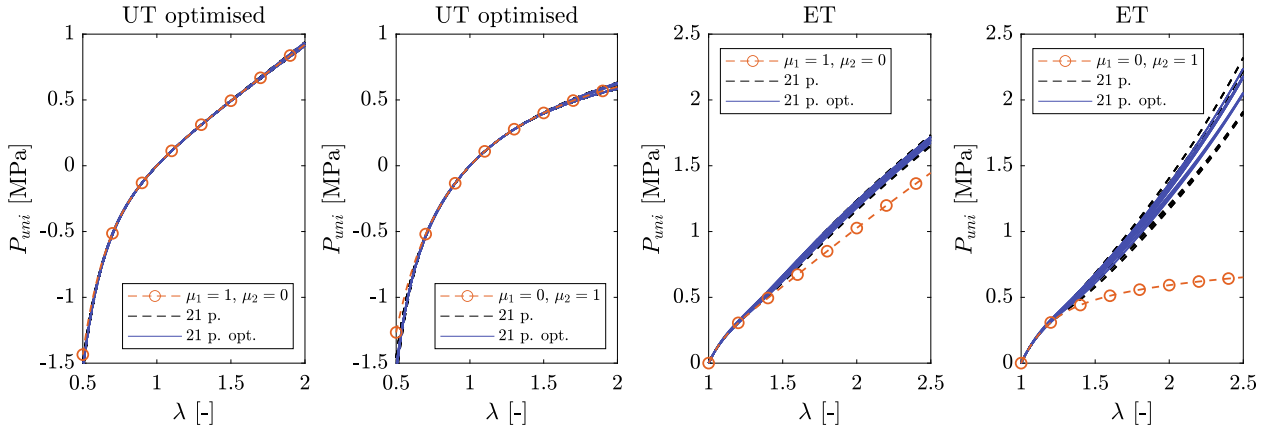 UT optimised
1
0.5
0
-0.5
-1
-1.5
P_uni [MPa]
μ₁ = 1, μ₂ = 0
21 p.
21 p. opt.
0.5 1 1.5 2
λ [-]
UT optimised
1
0.5
0
-0.5
-1
-1.5
P_uni [MPa]
μ₁ = 0, μ₂ = 1
21 p.
21 p. opt.
0.5 1 1.5 2
λ [-]
ET
2.5
2
1.5
1
0.5
0
P_uni [MPa]
μ₁ = 1, μ₂ = 0
21 p.
21 p. opt.
1 1.5 2 2.5
λ [-]
ET
2.5
2
1.5
1
0.5
0
P_uni [MPa]
μ₁ = 0, μ₂ = 1
21 p.
21 p. opt.
1 1.5 2 2.5
λ [-]